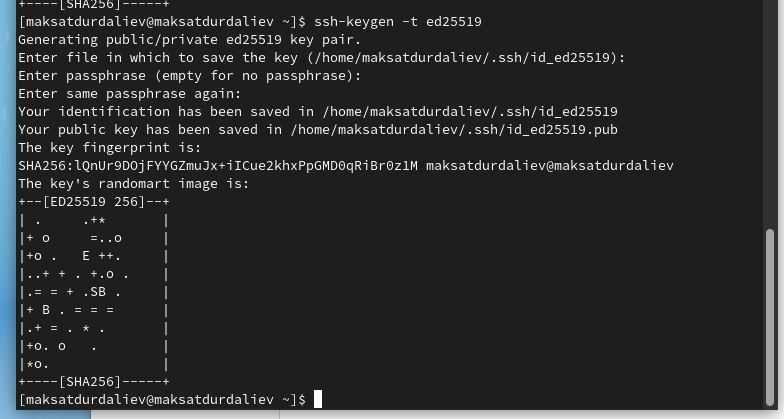 +----[SHA256]-----+
[maksatdurdaliev@maksatdurdaliev ~]$ ssh-keygen -t ed25519
Generating public/private ed25519 key pair.
Enter file in which to save the key (/home/maksatdurdaliev/.ssh/id_ed25519):
Enter passphrase (empty for no passphrase):
Enter same passphrase again:
Your identification has been saved in /home/maksatdurdaliev/.ssh/id_ed25519
Your public key has been saved in /home/maksatdurdaliev/.ssh/id_ed25519.pub
The key fingerprint is:
SHA256:lQnUr9DOjFYYGZmuJx+iICue2khxPpGMD0qRiBr0z1M maksatdurdaliev@maksatdurdaliev
The key's randomart image is:
+--[ED25519 256]--+
| .     .+*       |
|+ o     =..o     |
|+o .   E ++.     |
|..+ + . +.o .    |
|.= = + .SB .     |
|+ B . = = =      |
|.+ = . * .       |
|+o. o   .        |
|*o.              |
+----[SHA256]-----+
[maksatdurdaliev@maksatdurdaliev ~]$